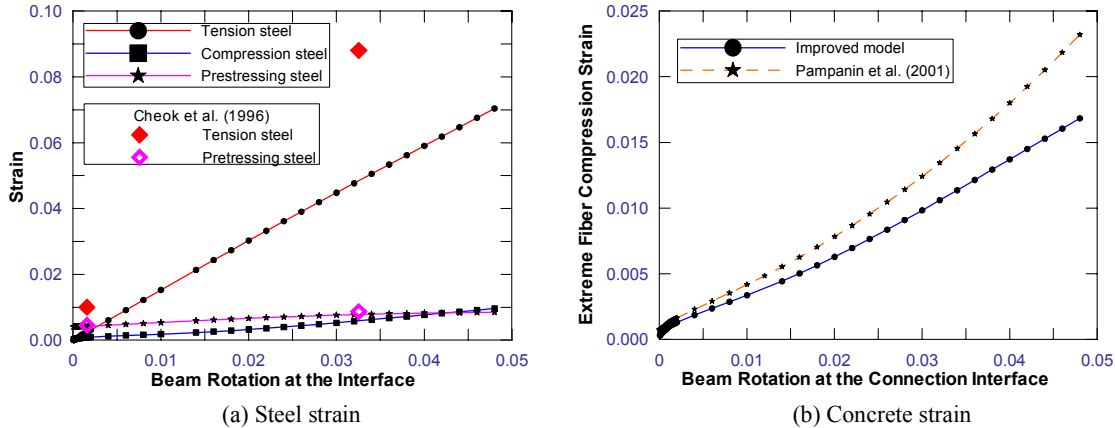 0.10
0.08
0.06
0.04
0.02
0.00
Strain
Tension steel
Compression steel
Prestressing steel
Cheok et al. (1996)
Tension steel
Pretressing steel
0 0.01 0.02 0.03 0.04 0.05
Beam Rotation at the Interface
(a) Steel strain
0.025
0.020
0.015
0.010
0.005
0.000
Extreme Fiber Compression Strain
Improved model
Pampanin et al. (2001)
0 0.01 0.02 0.03 0.04 0.05
Beam Rotation at the Connection Interface
(b) Concrete strain